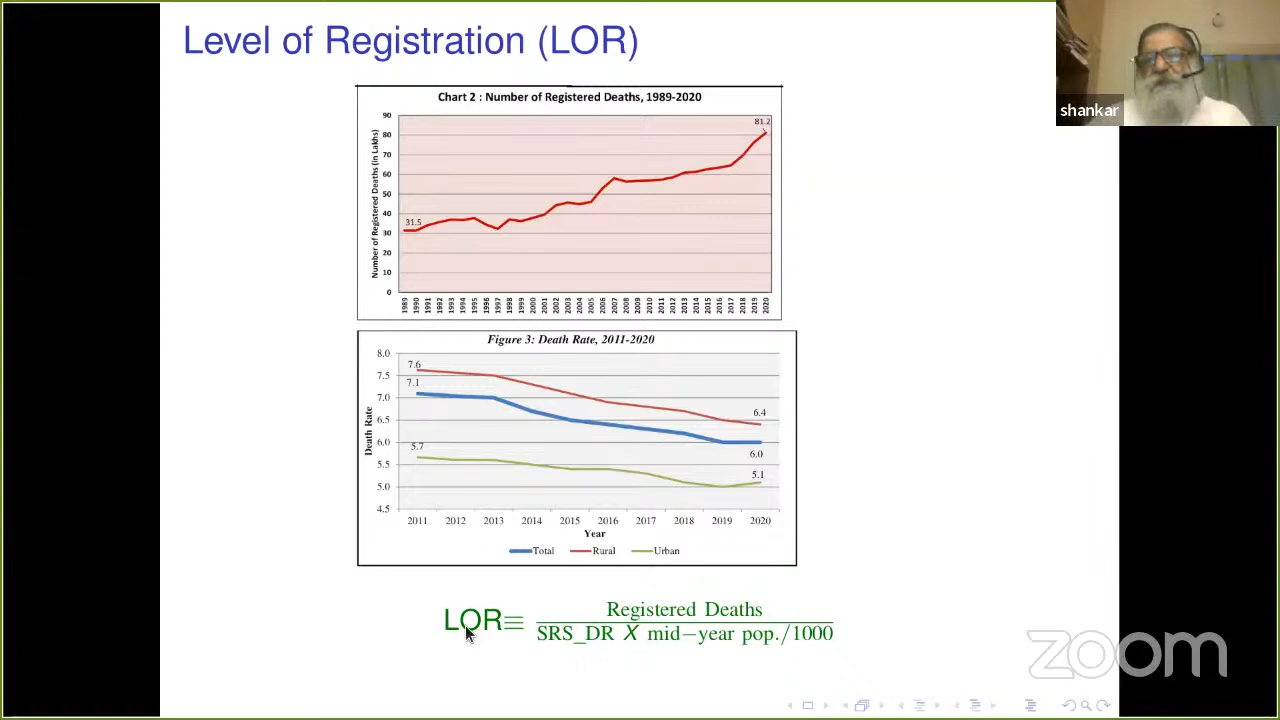 Level of Registration (LOR)
shankar
Chart 2 : Number of Registered Deaths, 1989-2020
Number of Registered Deaths (in Lakhs)
90
80
70
60
50
40
30
20
10
0
31.5
81.2
1989 1990 1991 1992 1993 1994 1995 1996 1997 1998 1999 2000 2001 2002 2003 2004 2005 2006 2007 2008 2009 2010 2011 2012 2013 2014 2015 2016 2017 2018 2019 2020
Figure 3: Death Rate, 2011-2020
Death Rate
8.0
7.5
7.0
6.5
6.0
5.5
5.0
4.5
7.6
7.1
5.7
6.4
6.0
5.1
2011 2012 2013 2014 2015 2016 2017 2018 2019 2020
Year
Total Rural Urban
LOR≡
Registered Deaths
SRS_DR X mid−year pop./1000
zoom